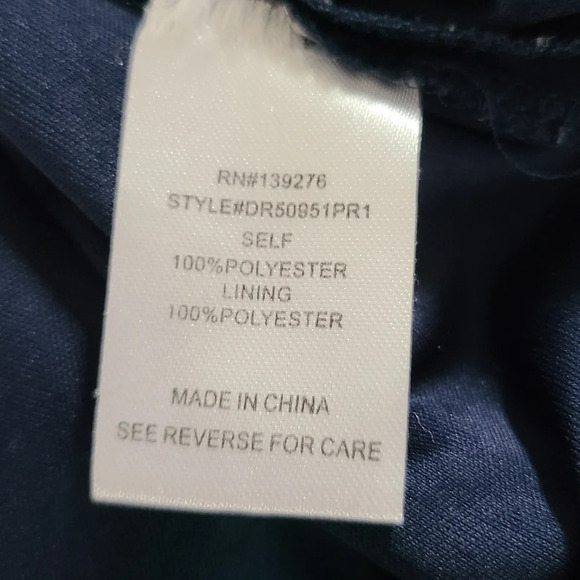 RN#139276
STYLE#DR50951PR1
SELF
100%POLYESTER
LINING
100%POLYESTER
MADE IN CHINA
SEE REVERSE FOR CARE